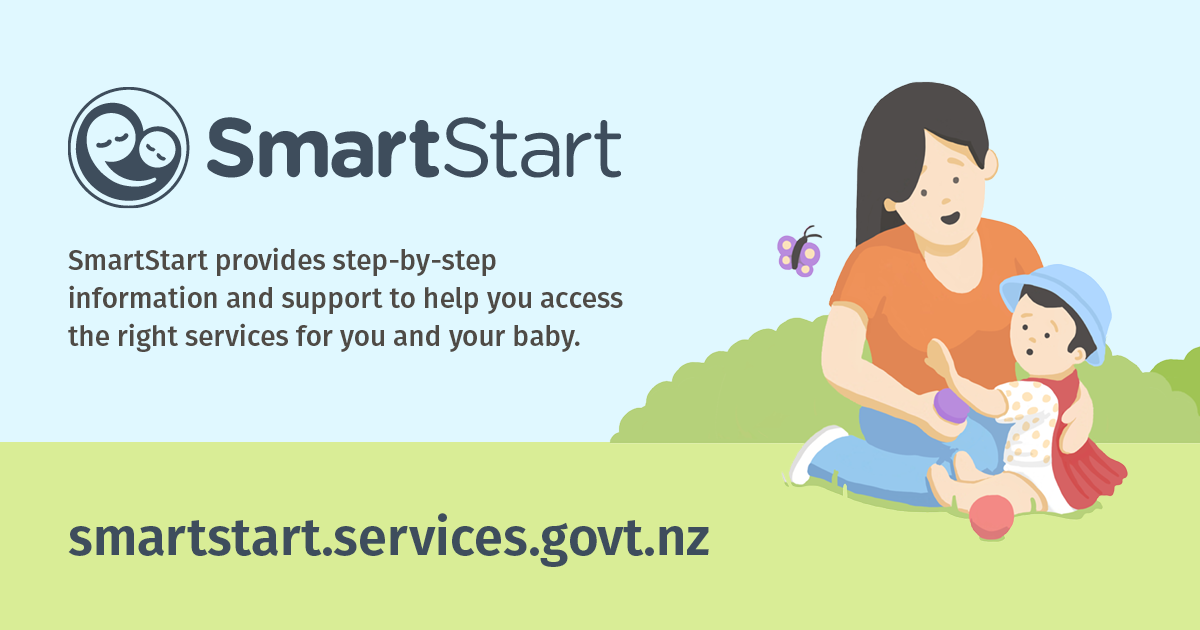 SmartStart
SmartStart provides step-by-step
information and support to help you access
the right services for you and your baby.
smartstart.services.govt.nz